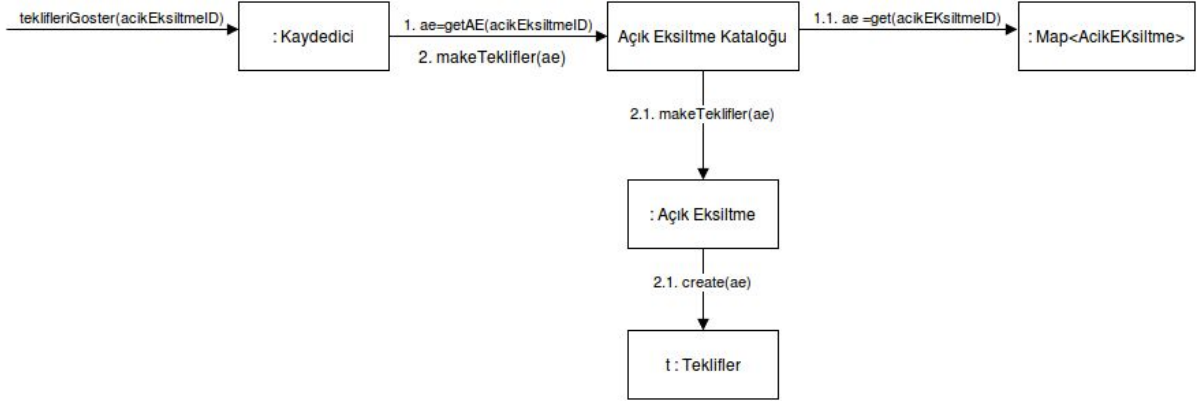 teklifleriGoster(acikEksiltmeID)
: Kaydedici
1. ae=getAE(acikEksiltmeID)
2. makeTeklifler(ae)
Açık Eksiltme Kataloğu
1.1. ae =get(acikEKsiltmeID)
: Map<AcikEKsiltme>
2.1. makeTeklifler(ae)
: Açık Eksiltme
2.1. create(ae)
t : Teklifler